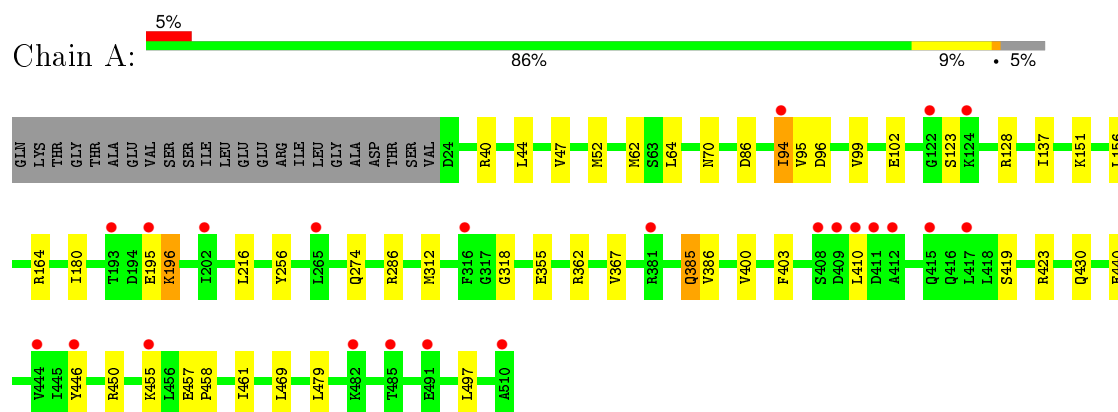 5%
Chain A:
86% 9% • 5%
GLN LYS THR GLY THR ALA GLU VAL SER SER ILE LEU GLU GLU ARG ILE LEU GLY ALA ASP THR SER VAL D24 R40 L44 V47 M52 M62 S63 L64 N70 D86 I94 V95 D96 V99 E102 G122 S123 K124 R128 I137 K151 L156
R164 I180 T193 D194 E195 K196 I202 L216 Y256 L265 Q274 R286 M312 F316 G317 G318 E355 R362 V367 R381 Q385 V386 V400 F403 S408 D409 L410 D411 A412 Q415 Q416 L417 L418 S419 R423 Q430
V444 I445 Y446 R450 K455 L456 E457 P458 I461 L469 L479 K482 T485 E491 L497 A510